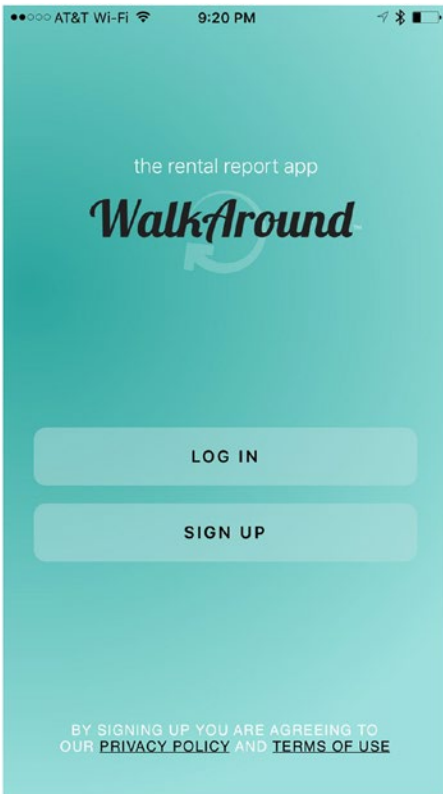 AT&T Wi-Fi 9:20 PM
the rental report app
WalkAround™
LOG IN
SIGN UP
BY SIGNING UP YOU ARE AGREEING TO
OUR PRIVACY POLICY AND TERMS OF USE